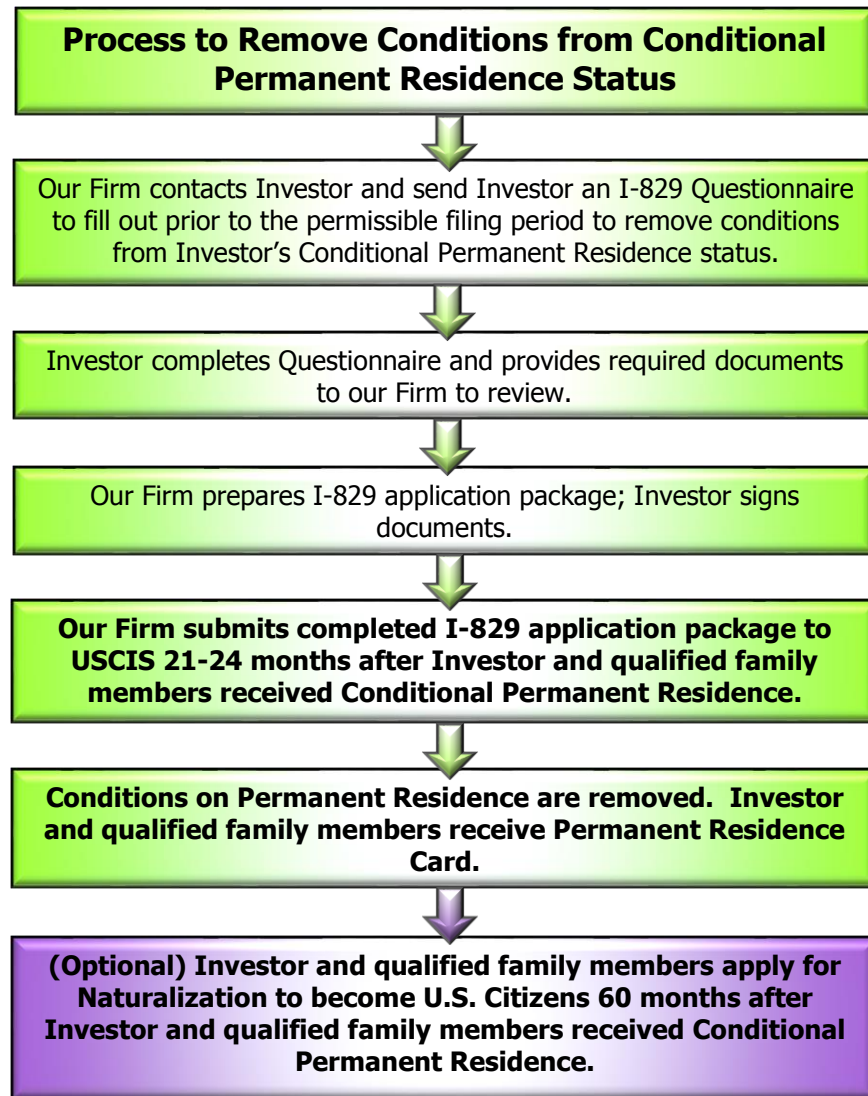 Process to Remove Conditions from Conditional
Permanent Residence Status
Our Firm contacts Investor and send Investor an I-829 Questionnaire
to fill out prior to the permissible filing period to remove conditions
from Investor’s Conditional Permanent Residence status.
Investor completes Questionnaire and provides required documents
to our Firm to review.
Our Firm prepares I-829 application package; Investor signs
documents.
Our Firm submits completed I-829 application package to
USCIS 21-24 months after Investor and qualified family
members received Conditional Permanent Residence.
Conditions on Permanent Residence are removed.  Investor
and qualified family members receive Permanent Residence
Card.
(Optional) Investor and qualified family members apply for
Naturalization to become U.S. Citizens 60 months after
Investor and qualified family members received Conditional
Permanent Residence.